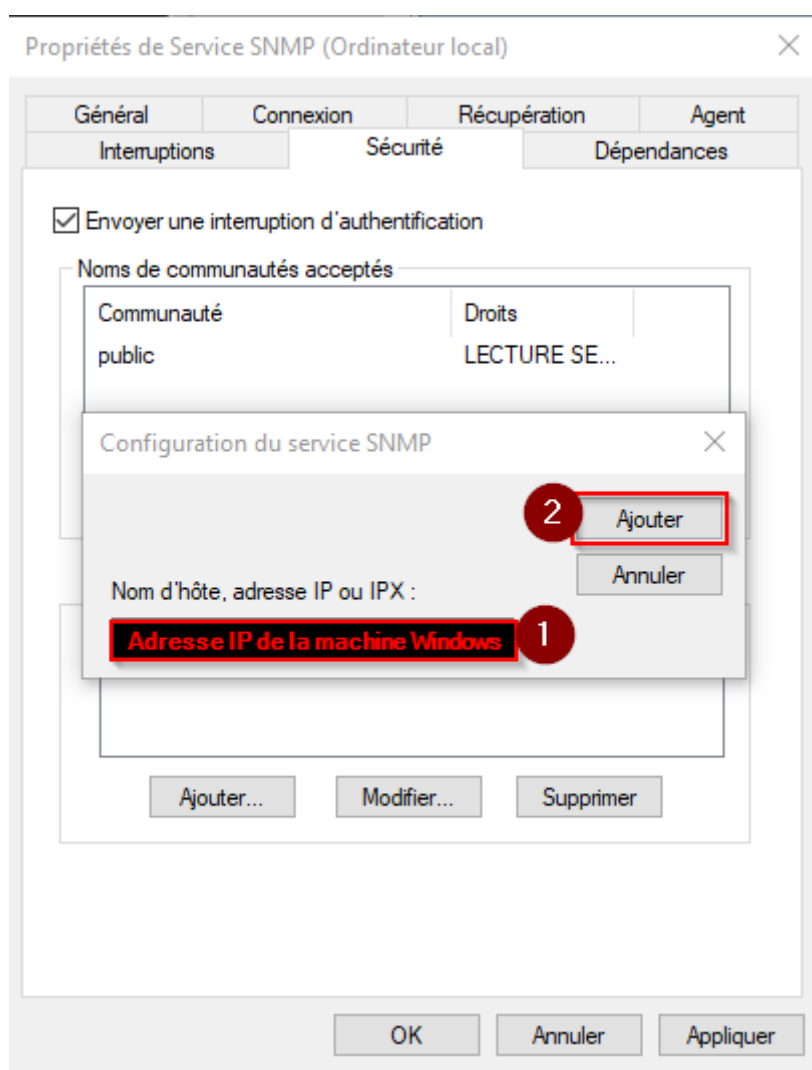 Propriétés de Service SNMP (Ordinateur local)
Général Connexion Récupération Agent
Interruptions Sécurité Dépendances
Envoyer une interruption d'authentification
Noms de communautés acceptés
Communauté Droits
public LECTURE SE...
Configuration du service SNMP
2 Ajouter
Annuler
Nom d'hôte, adresse IP ou IPX :
Adresse IP de la machine Windows 1
Ajouter... Modifier... Supprimer
OK Annuler Appliquer